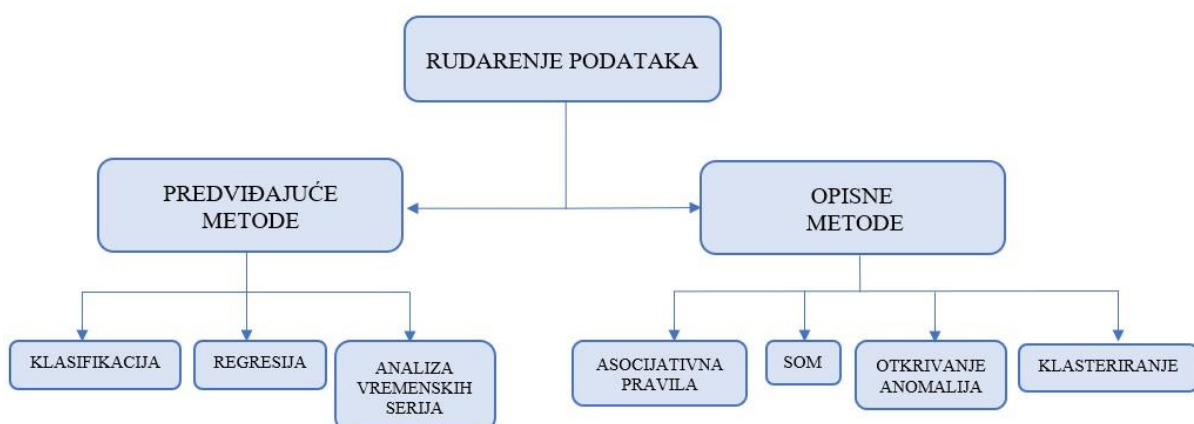 RUDARENJE PODATAKA
PREDVIĐAJUĆE
METODE
OPISNE
METODE
KLASIFIKACIJA
REGRESIJA
ANALIZA
VREMENSKIH
SERIJA
ASOCIJATIVNA
PRAVILA
SOM
OTKRIVANJE
ANOMALIJA
KLASTERIRANJE